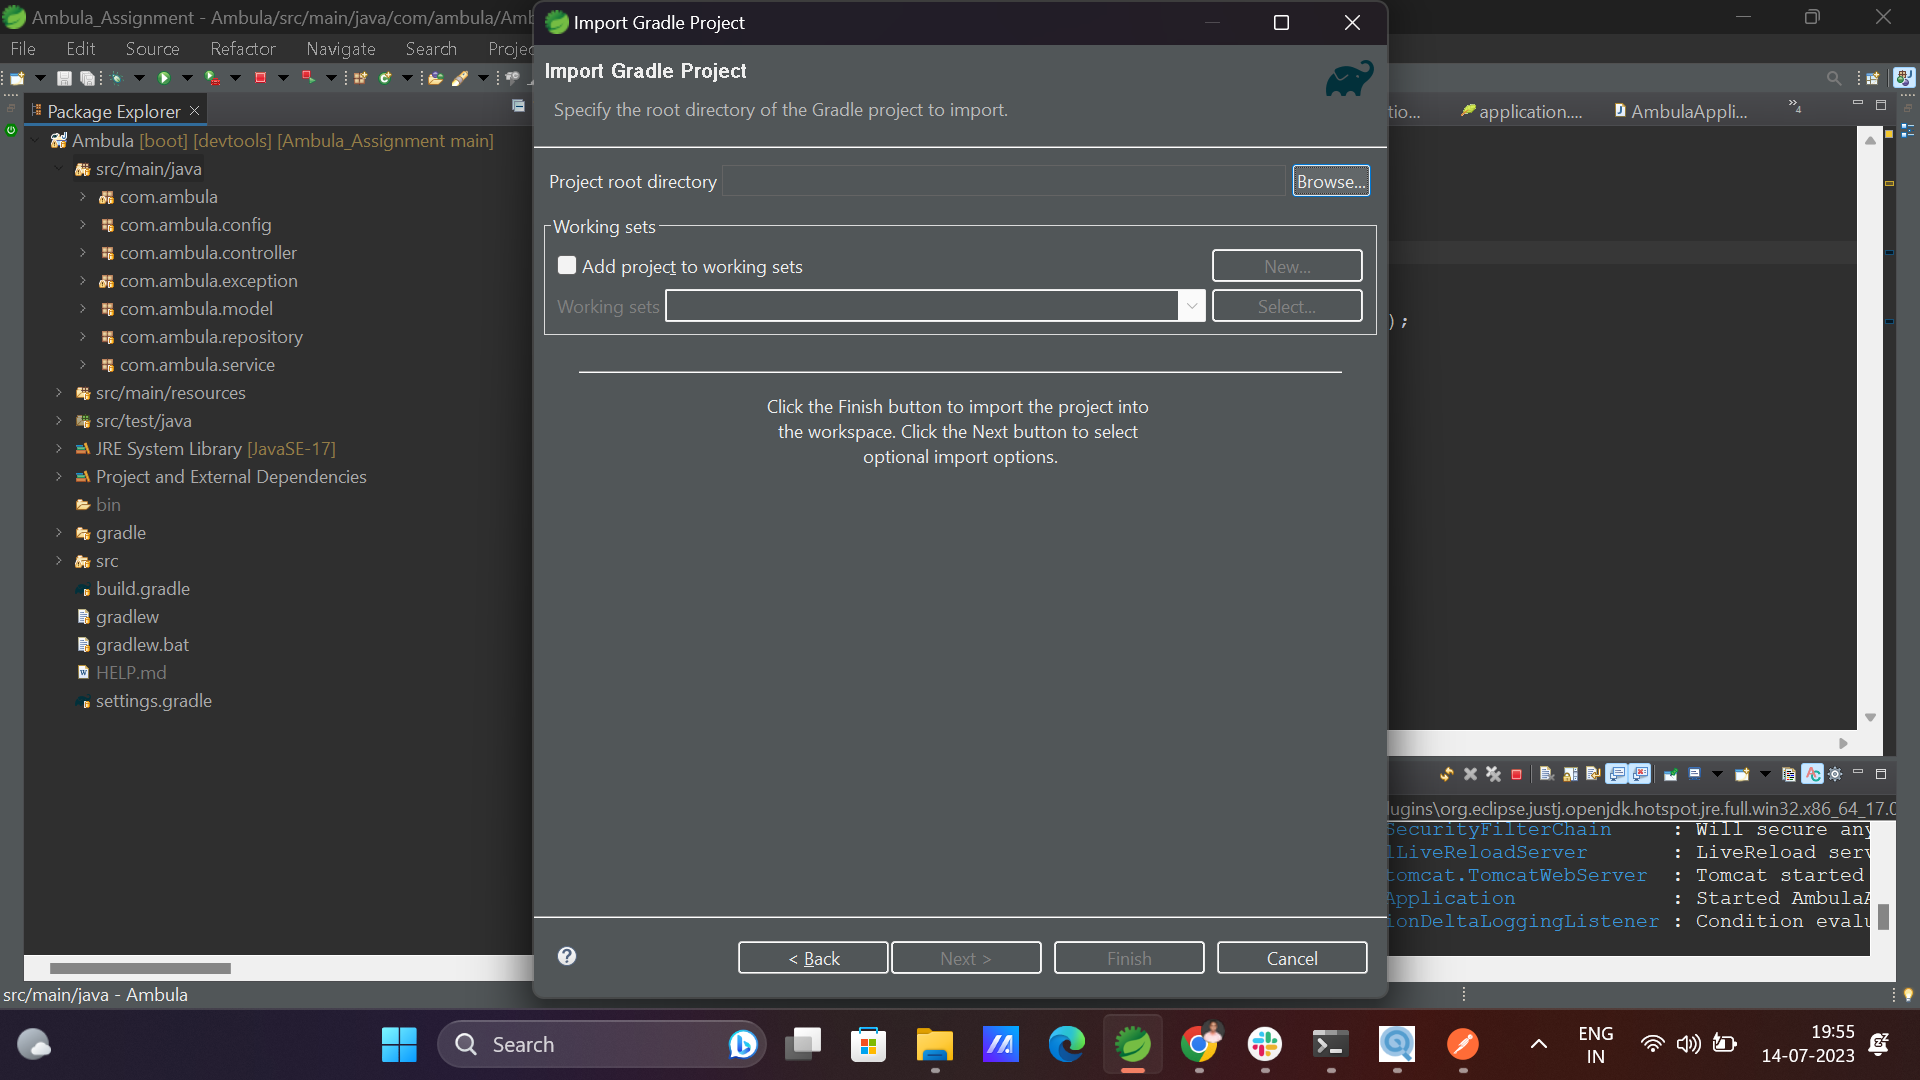 Ambula_Assignment - Ambula/src/main/java/com/ambula/Amb
File Edit Source Refactor Navigate Search Projec
Package Explorer
Ambula [boot] [devtools] [Ambula_Assignment main]
src/main/java
com.ambula
com.ambula.config
com.ambula.controller
com.ambula.exception
com.ambula.model
com.ambula.repository
com.ambula.service
src/main/resources
src/test/java
JRE System Library [JavaSE-17]
Project and External Dependencies
bin
gradle
src
build.gradle
gradlew
gradlew.bat
HELP.md
settings.gradle
src/main/java - Ambula
Import Gradle Project
Import Gradle Project
Specify the root directory of the Gradle project to import.
Project root directory Browse...
Working sets
Add project to working sets New...
Working sets Select...
Click the Finish button to import the project into
the workspace. Click the Next button to select
optional import options.
< Back Next > Finish Cancel
tio... application.... AmbulaAppli... »4
);
lugins\org.eclipse.justj.openjdk.hotspot.jre.full.win32.x86_64_17.0
SecurityFilterChain : Will secure any
lLiveReloadServer : LiveReload serv
tomcat.TomcatWebServer : Tomcat started
Application : Started AmbulaA
ionDeltaLoggingListener : Condition evalu
Search
ENG
IN
19:55
14-07-2023